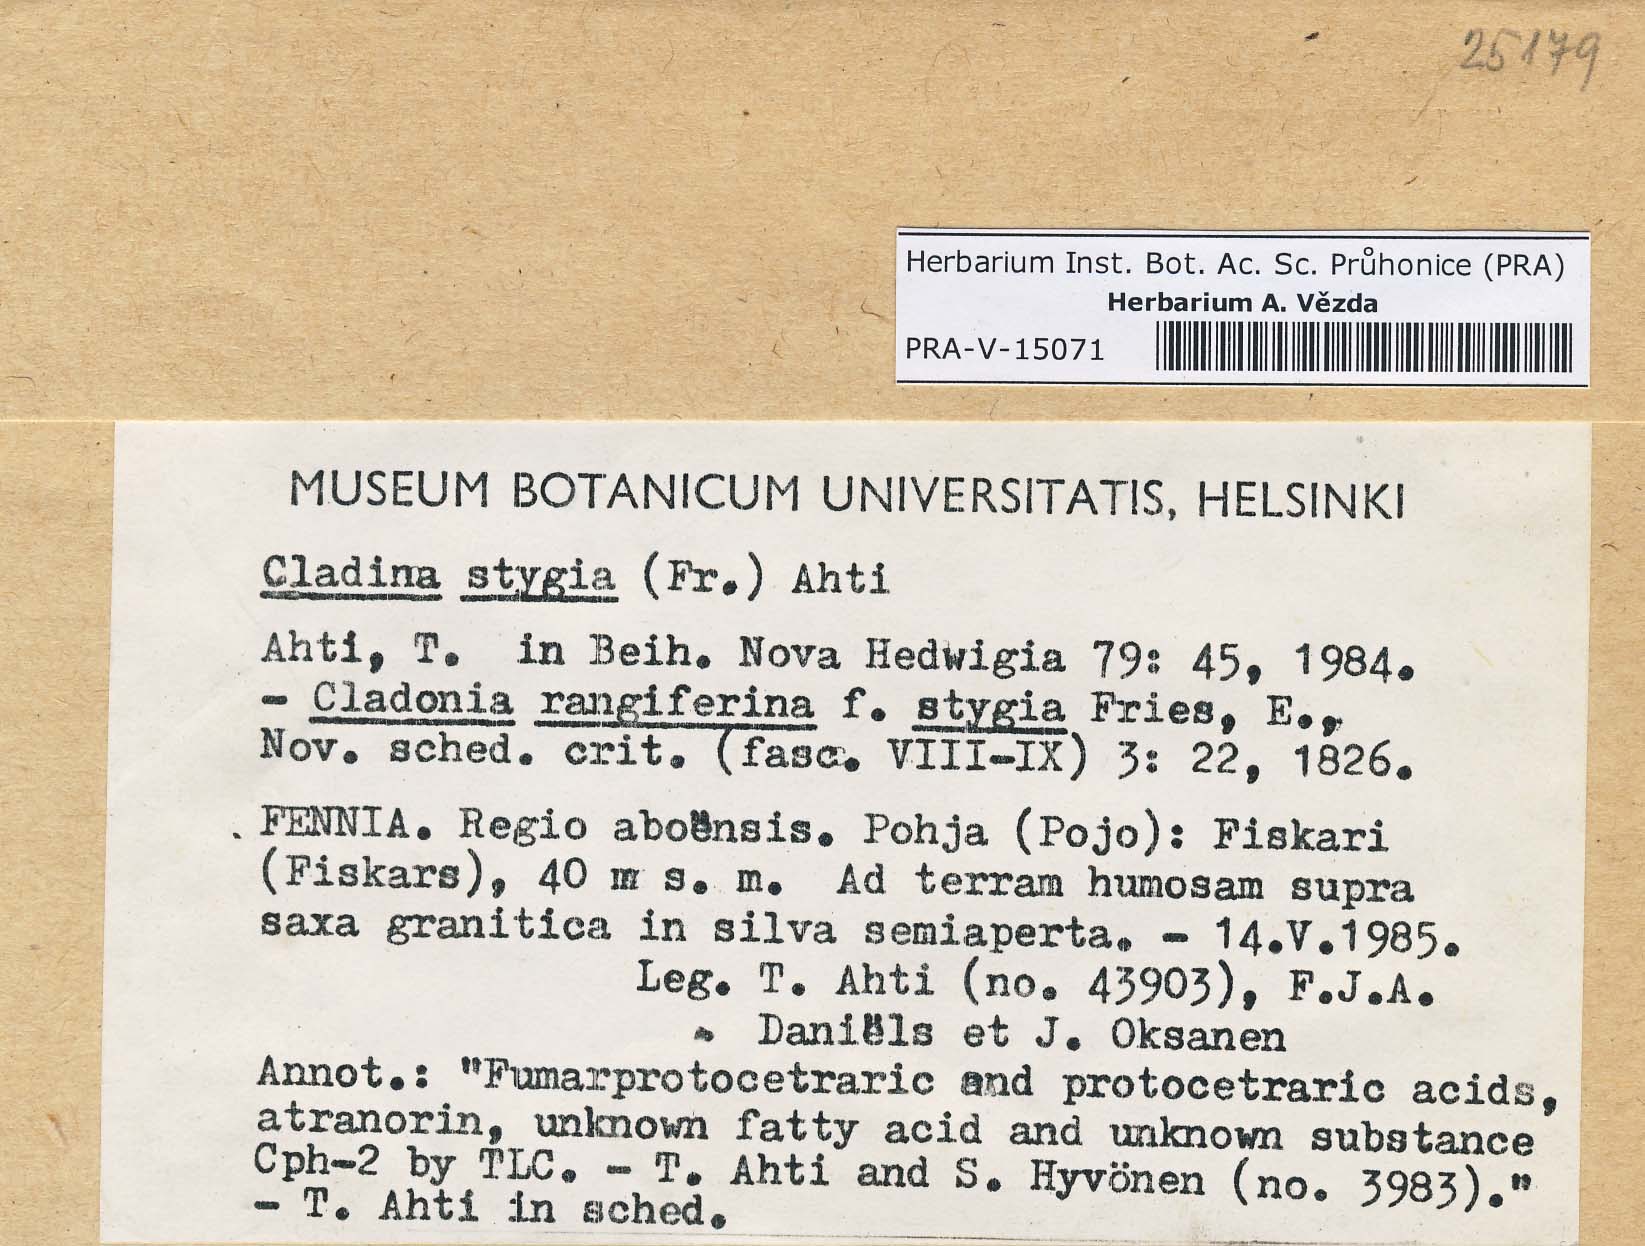 25179
Herbarium Inst. Bot. Ac. Sc. Průhonice (PRA)
Herbarium A. Vězda
PRA-V-15071
MUSEUM BOTANICUM UNIVERSITATIS, HELSINKI
Cladina stygia (Fr.) Ahti
Ahti, T. in Beih. Nova Hedwigia 79: 45, 1984.
- Cladonia rangiferina f. stygia Fries, E.,
Nov. sched. crit. (fasc. VIII-IX) 3: 22, 1826.
FENNIA. Regio aboënsis. Pohja (Pojo): Fiskari
(Fiskars), 40 m s. m. Ad terram humosam supra
saxa granitica in silva semiaperta. - 14.V.1985.
Leg. T. Ahti (no. 43903), F.J.A.
Daniëls et J. Oksanen
Annot.: "Fumarprotocetraric and protocetraric acids,
atranorin, unknown fatty acid and unknown substance
Cph-2 by TLC. - T. Ahti and S. Hyvönen (no. 3983)."
- T. Ahti in sched.